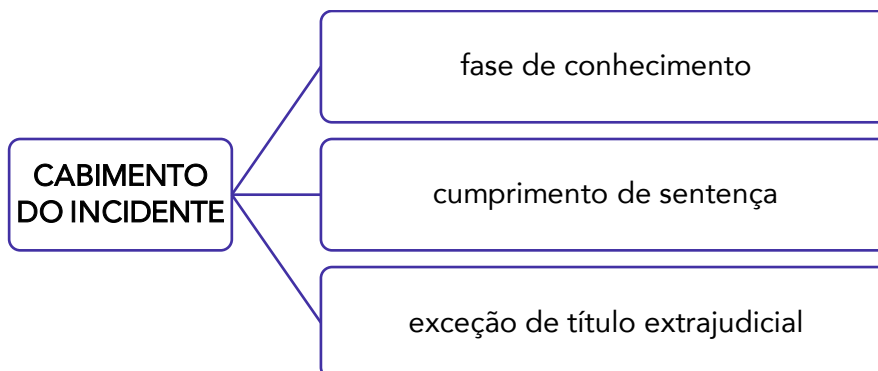 CABIMENTO
DO INCIDENTE
fase de conhecimento
cumprimento de sentença
exceção de título extrajudicial